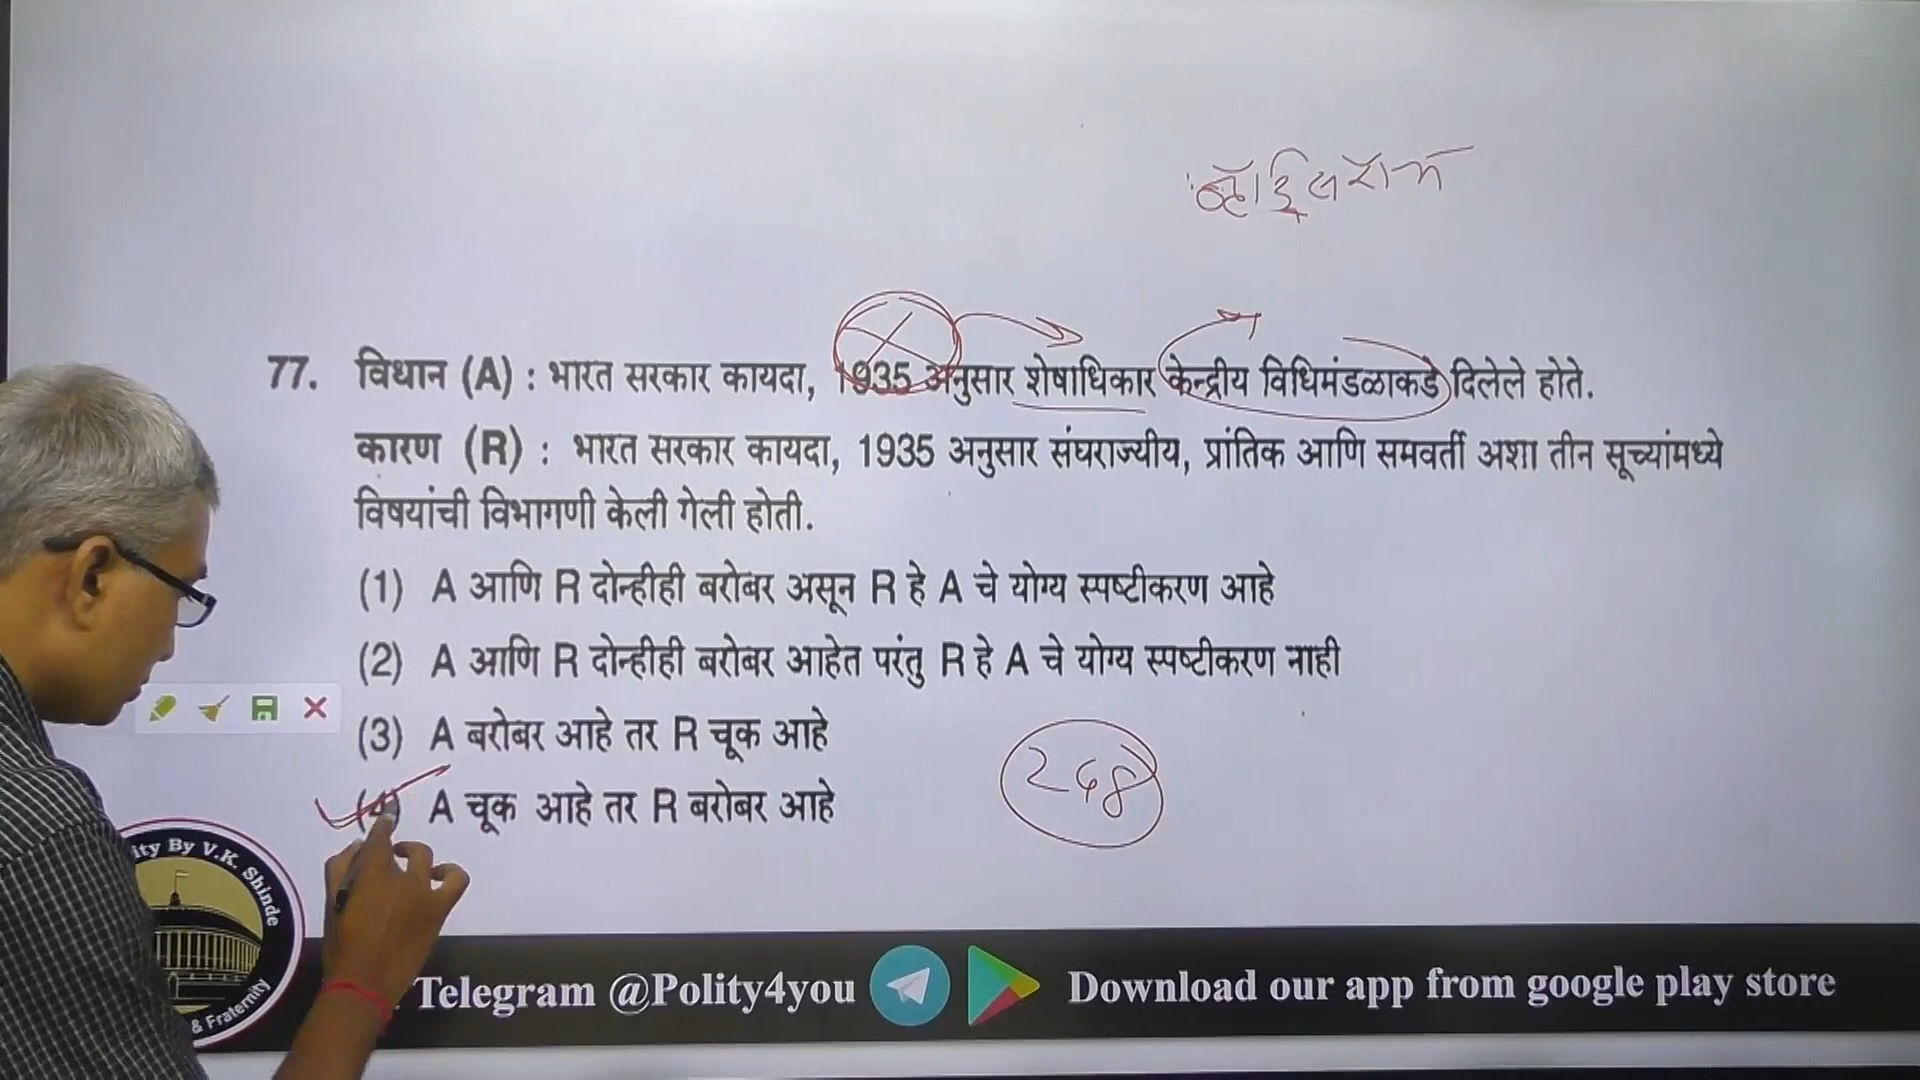 व्हाईसरॉय
77. विधान (A) : भारत सरकार कायदा, 1935 अनुसार शेषाधिकार केन्द्रीय विधिमंडळाकडे दिलेले होते.
कारण (R) : भारत सरकार कायदा, 1935 अनुसार संघराज्यीय, प्रांतिक आणि समवर्ती अशा तीन सूच्यांमध्ये
विषयांची विभागणी केली गेली होती.
(1) A आणि R दोन्हीही बरोबर असून R हे A चे योग्य स्पष्टीकरण आहे
(2) A आणि R दोन्हीही बरोबर आहेत परंतु R हे A चे योग्य स्पष्टीकरण नाही
(3) A बरोबर आहे तर R चूक आहे
(4) A चूक आहे तर R बरोबर आहे
ity By V.K. Shinde
& Fraternity
Telegram @Polity4you
Download our app from google play store